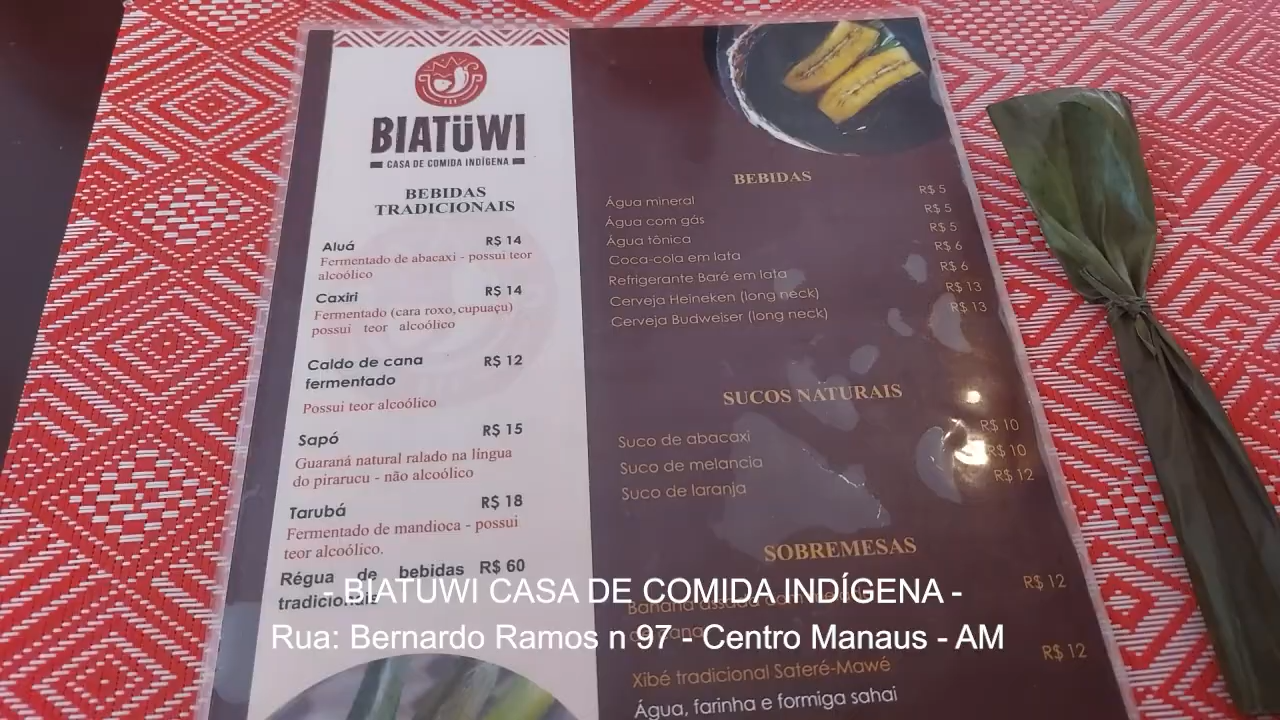 BIATÜWI
CASA DE COMIDA INDÍGENA
BEBIDAS
TRADICIONAIS
Aluá R$ 14
Fermentado de abacaxi - possui teor
alcoólico
Caxiri R$ 14
Fermentado (cara roxo, cupuaçu)
possui teor alcoólico
Caldo de cana R$ 12
fermentado
Possui teor alcoólico
Sapó R$ 15
Guaraná natural ralado na língua
do pirarucu - não alcoólico
Tarubá R$ 18
Fermentado de mandioca - possui
teor alcoólico.
Régua de bebidas R$ 60
tradicionais
BEBIDAS
Água mineral R$ 5
Água com gás R$ 5
Água tônica R$ 5
Coca-cola em lata R$ 6
Refrigerante Baré em lata R$ 6
Cerveja Heineken (long neck) R$ 13
Cerveja Budweiser (long neck) R$ 13
SUCOS NATURAIS
Suco de abacaxi R$ 10
Suco de melancia R$ 10
Suco de laranja R$ 12
SOBREMESAS
Banana assada com R$ 12
Xibé tradicional Sateré-Mawé R$ 12
Água, farinha e formiga sahai
- BIATUWI CASA DE COMIDA INDÍGENA -
Rua: Bernardo Ramos n 97 - Centro Manaus - AM